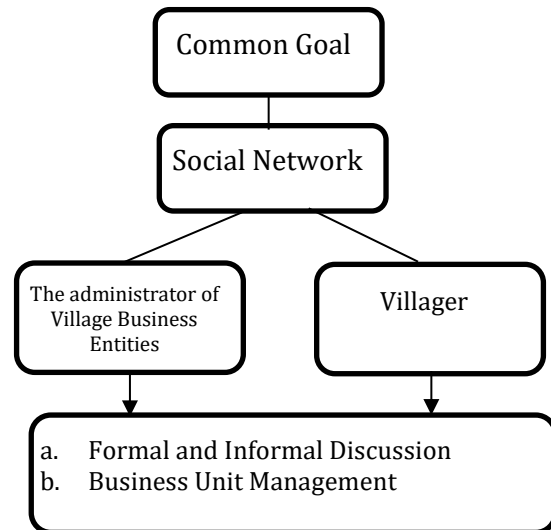 Common Goal
Social Network
The administrator of
Village Business
Entities
Villager
a. Formal and Informal Discussion
b. Business Unit Management